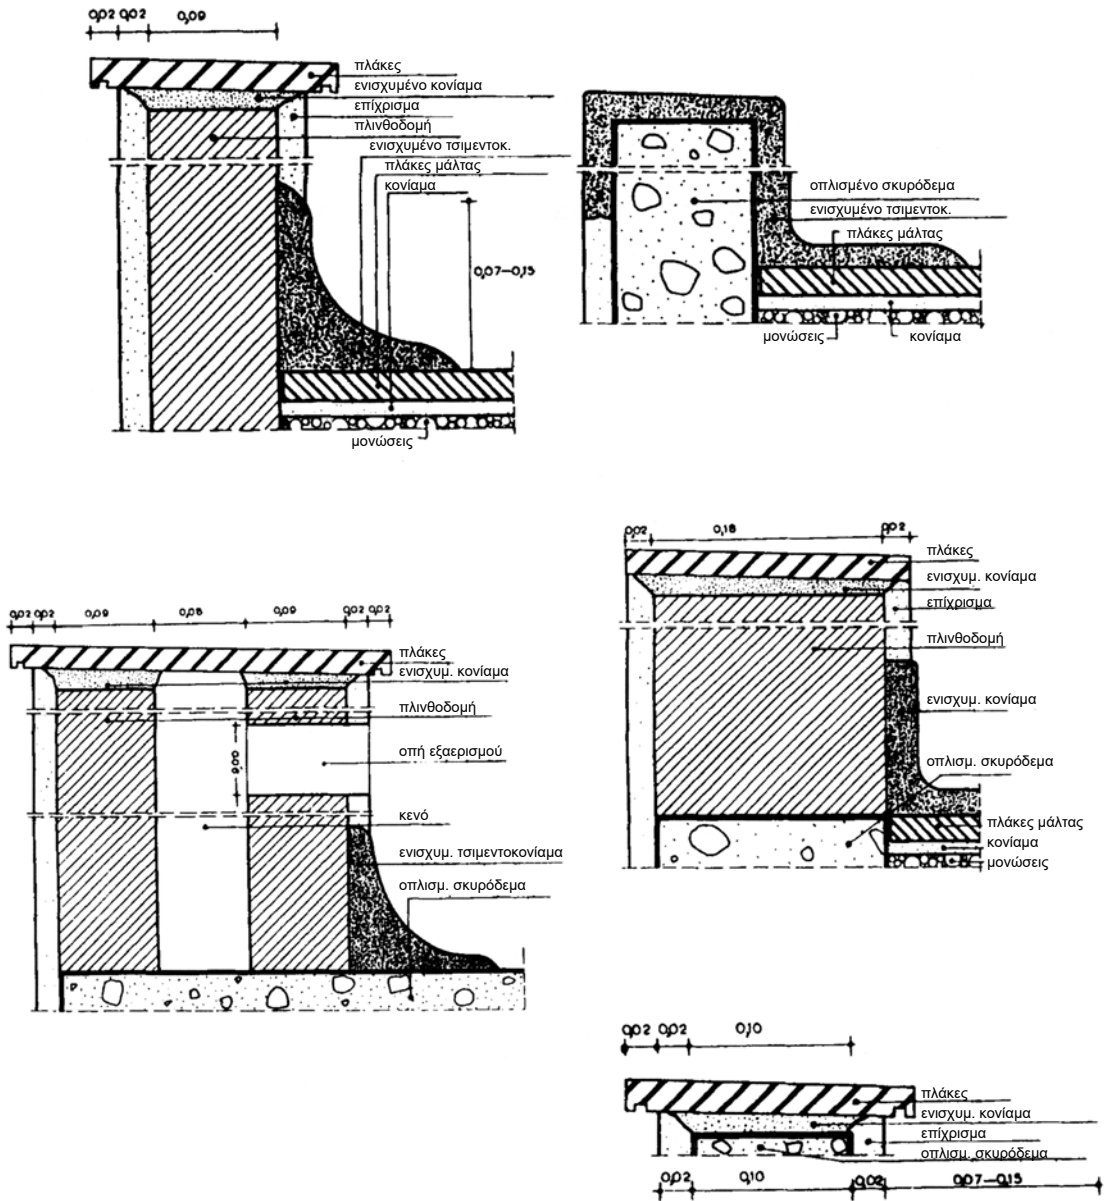 0,02 0,02 0,09
πλάκες
ενισχυμένο κονίαμα
επίχρισμα
πλινθοδομή
ενισχυμένο τσιμεντοκ.
πλάκες μάλτας
κονίαμα
0,07-0,15
μονώσεις
οπλισμένο σκυρόδεμα
ενισχυμένο τσιμεντοκ.
πλάκες μάλτας
μονώσεις
κονίαμα
0,02 0,02 0,09 0,08 0,09 0,02 0,02
πλάκες
ενισχυμ. κονίαμα
πλινθοδομή
οπή εξαερισμού
κενό
ενισχυμ. τσιμεντοκονίαμα
οπλισμ. σκυρόδεμα
0,02 0,18 0,02
πλάκες
ενισχυμ. κονίαμα
επίχρισμα
πλινθοδομή
ενισχυμ. κονίαμα
οπλισμ. σκυρόδεμα
πλάκες μάλτας
κονίαμα
μονώσεις
0,02 0,02 0,10
πλάκες
ενισχυμ. κονίαμα
επίχρισμα
οπλισμ. σκυρόδεμα
0,02 0,10 0,02 0,07-0,15